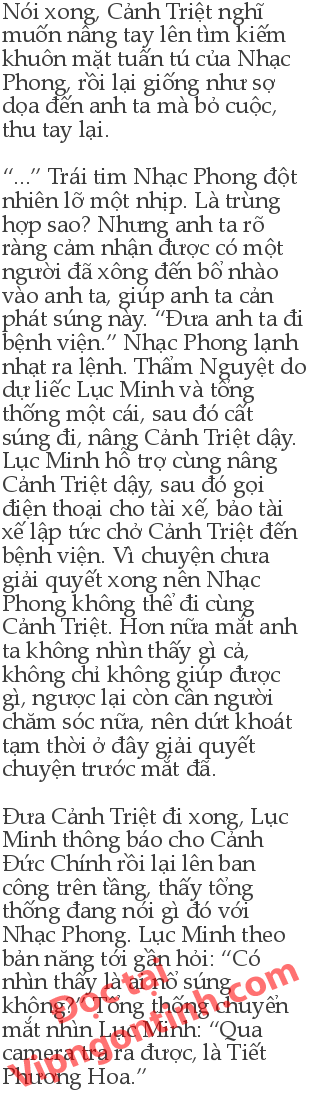 Nói xong, Cảnh Triệt nghĩ
muốn nâng tay lên tìm kiếm
khuôn mặt tuấn tú của Nhạc
Phong, rồi lại giống như sợ
dọa đến anh ta mà bỏ cuộc,
thu tay lại.

“...” Trái tim Nhạc Phong đột
nhiên lỡ một nhịp. Là trùng
hợp sao? Nhưng anh ta rõ
ràng cảm nhận được có một
người đã xông đến bổ nhào
vào anh ta, giúp anh ta cản
phát súng này. “Đưa anh ta đi
bệnh viện.” Nhạc Phong lạnh
nhạt ra lệnh. Thẩm Nguyệt do
dự liếc Lục Minh và tổng
thống một cái, sau đó cất
súng đi, nâng Cảnh Triệt dậy.
Lục Minh hỗ trợ cùng nâng
Cảnh Triệt dậy, sau đó gọi
điện thoại cho tài xế, bảo tài
xế lập tức chở Cảnh Triệt đến
bệnh viện. Vì chuyện chưa
giải quyết xong nên Nhạc
Phong không thể đi cùng
Cảnh Triệt. Hơn nữa mắt anh
ta không nhìn thấy gì cả,
không chỉ không giúp được
gì, ngược lại còn cần người
chăm sóc nữa, nên dứt khoát
tạm thời ở đây giải quyết
chuyện trước mắt đã.

Đưa Cảnh Triệt đi xong, Lục
Minh thông báo cho Cảnh
Đức Chính rồi lại lên ban
công trên tầng, thấy tổng
thống đang nói gì đó với
Nhạc Phong. Lục Minh theo
bản năng tới gần hỏi: “Có
nhìn thấy là ai nổ súng
không?” Tổng thống chuyển
mắt nhìn Lục Minh: “Qua
camera tra ra được, là Tiết
Phương Hoa.”
Đọc tại
Vipngontinh.com